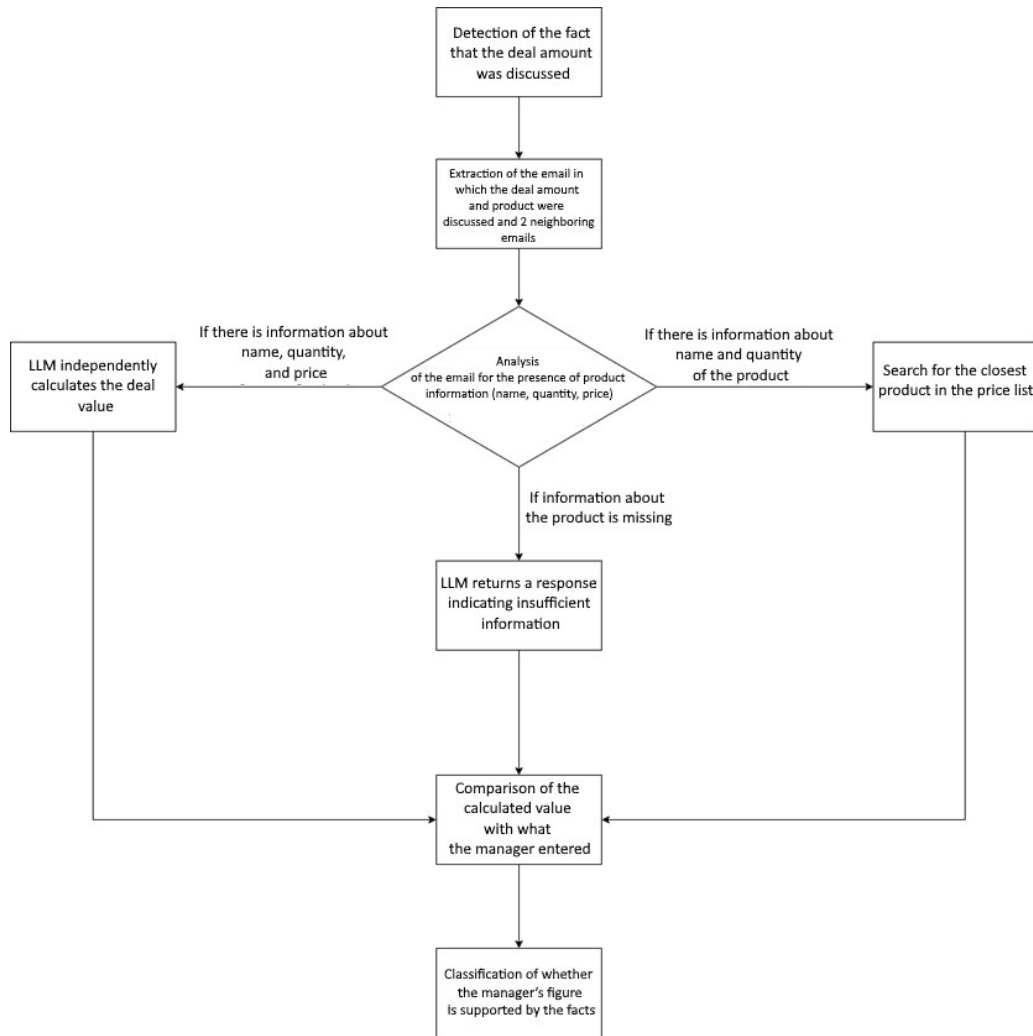 Detection of the fact
that the deal amount
was discussed
Extraction of the email in
which the deal amount
and product were
discussed and 2 neighboring
emails
If there is information about
name, quantity,
and price
Analysis
of the email for the presence of product
information (name, quantity, price)
If there is information about
name and quantity
of the product
LLM independently
calculates the deal
value
Search for the closest
product in the price list
If information about
the product is missing
LLM returns a response
indicating insufficient
information
Comparison of the
calculated value
with what
the manager entered
Classification of whether
the manager's figure
is supported by the facts